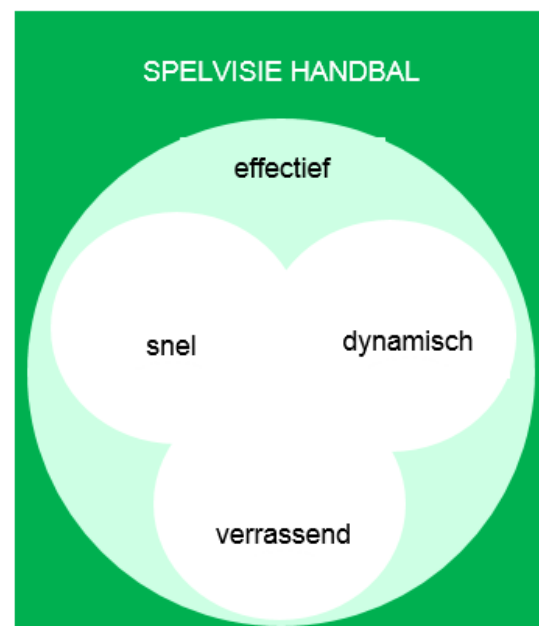 SPELVISIE HANDBAL
effectief
snel
dynamisch
verrassend